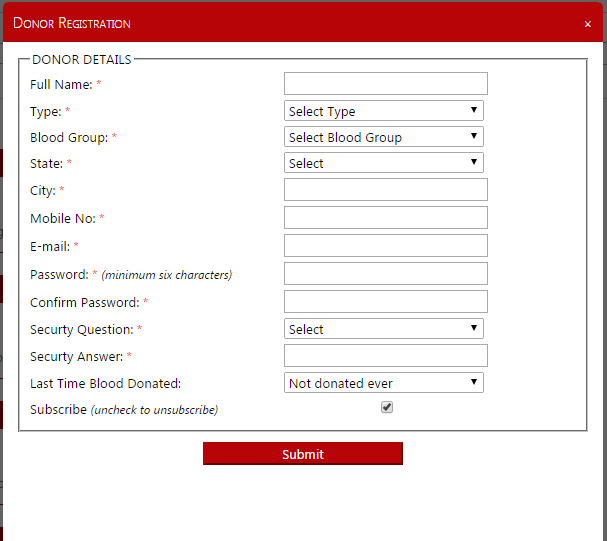 Donor Registration ×
DONOR DETAILS
Full Name: *
Type: * Select Type
Blood Group: * Select Blood Group
State: * Select
City: *
Mobile No: *
E-mail: *
Password: * (minimum six characters)
Confirm Password: *
Securty Question: * Select
Securty Answer: *
Last Time Blood Donated: Not donated ever
Subscribe (uncheck to unsubscribe)
Submit